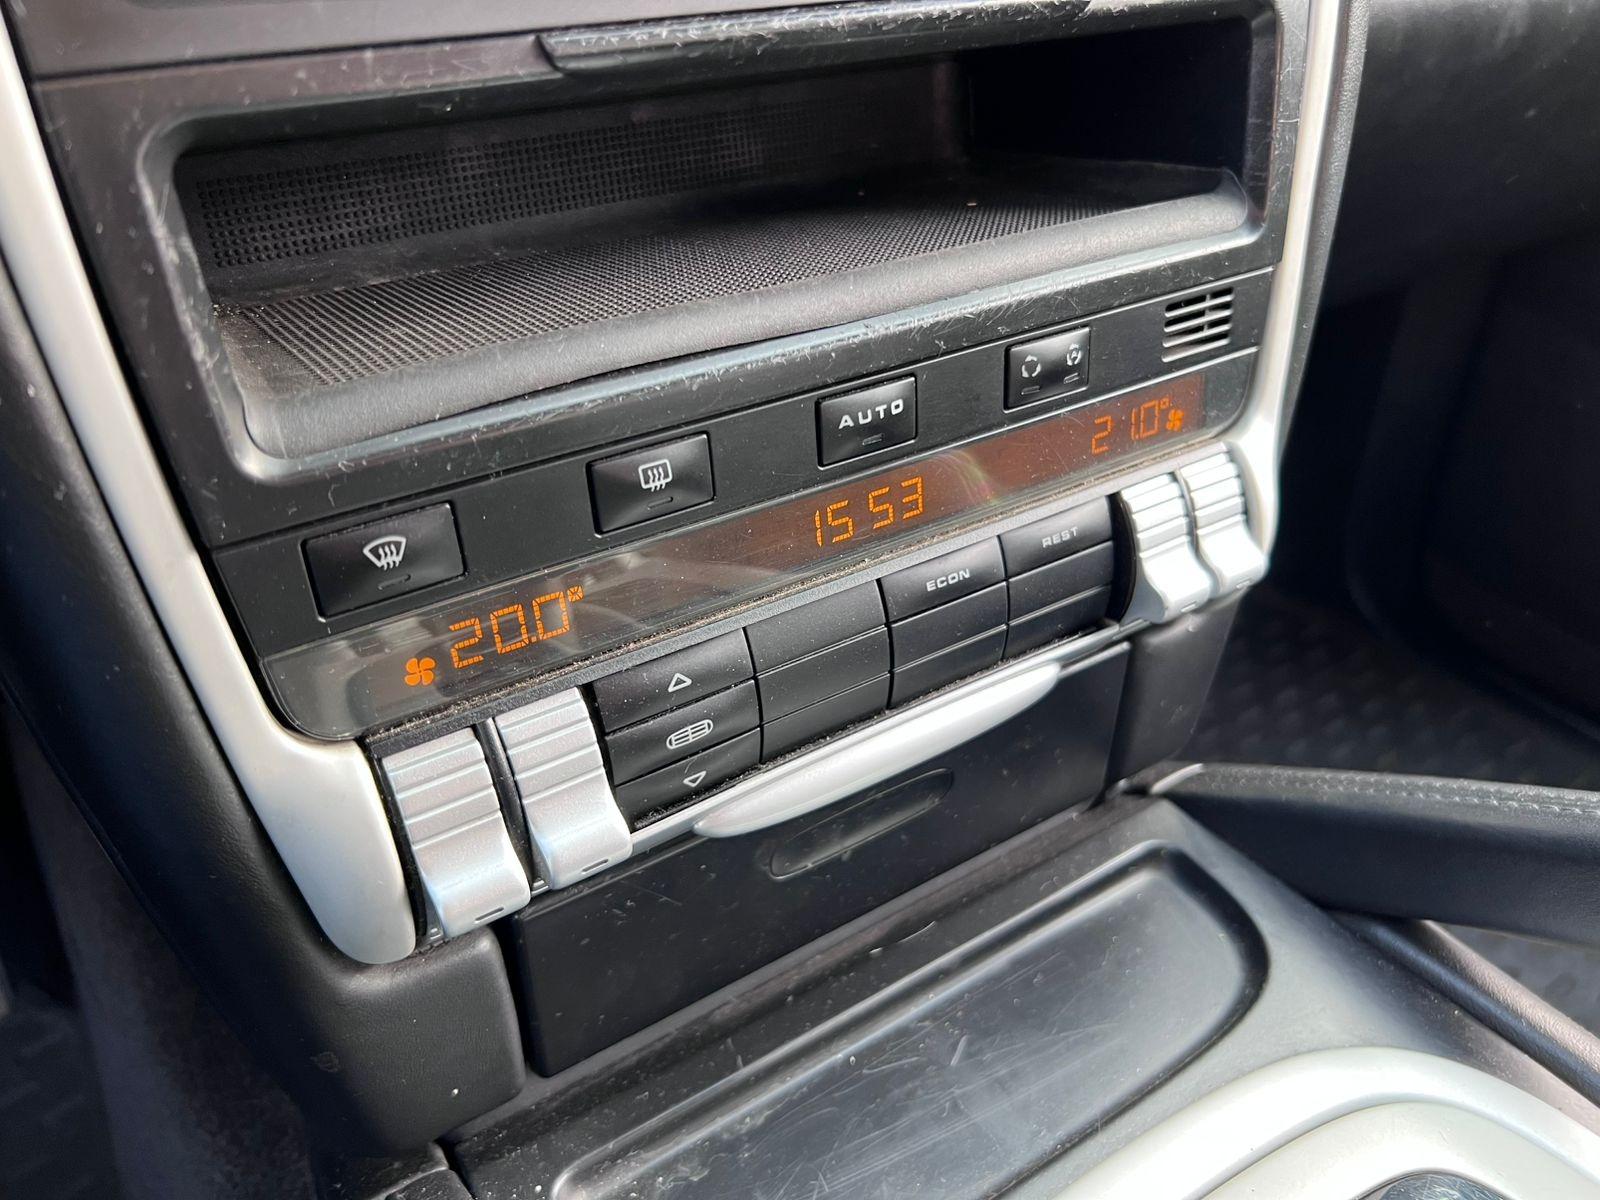 AUTO
20.0°
15 53
21.0°
ECON
REST